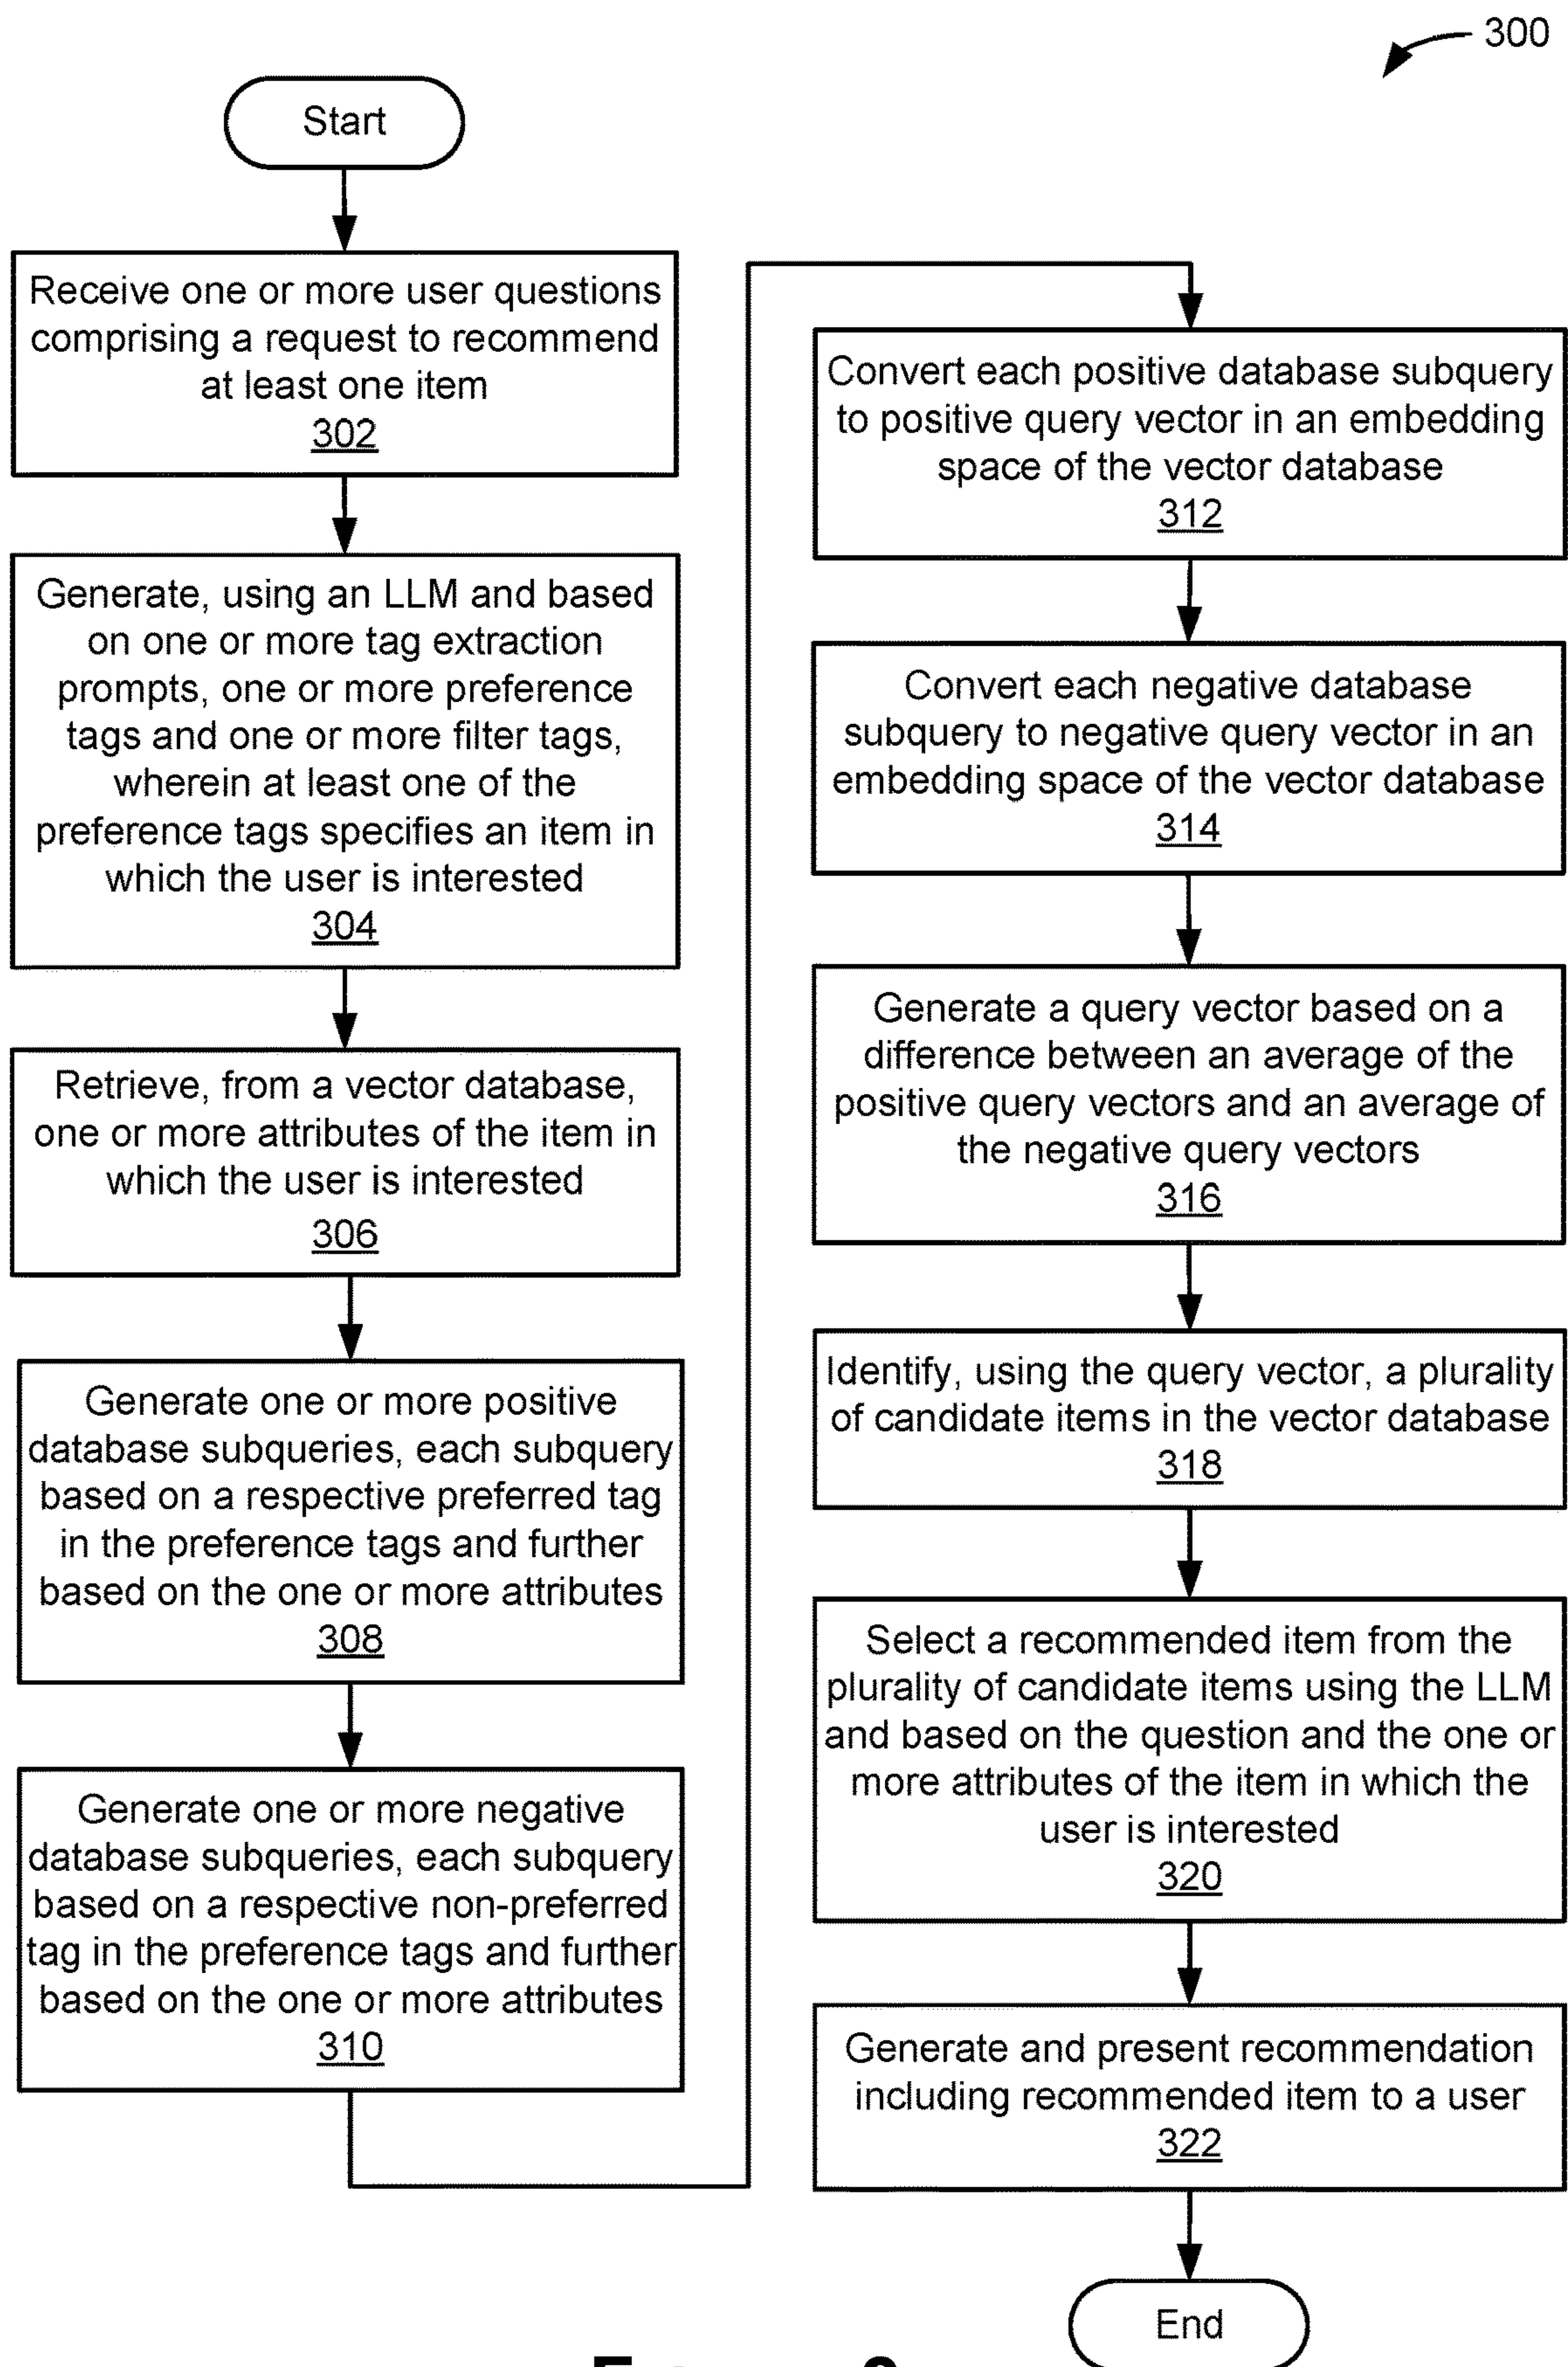 300
Start
Receive one or more user questions
comprising a request to recommend
at least one item
302
Generate, using an LLM and based
on one or more tag extraction
prompts, one or more preference
tags and one or more filter tags,
wherein at least one of the
preference tags specifies an item in
which the user is interested
304
Retrieve, from a vector database,
one or more attributes of the item in
which the user is interested
306
Generate one or more positive
database subqueries, each subquery
based on a respective preferred tag
in the preference tags and further
based on the one or more attributes
308
Generate one or more negative
database subqueries, each subquery
based on a respective non-preferred
tag in the preference tags and further
based on the one or more attributes
310
Convert each positive database subquery
to positive query vector in an embedding
space of the vector database
312
Convert each negative database
subquery to negative query vector in an
embedding space of the vector database
314
Generate a query vector based on a
difference between an average of the
positive query vectors and an average of
the negative query vectors
316
Identify, using the query vector, a plurality
of candidate items in the vector database
318
Select a recommended item from the
plurality of candidate items using the LLM
and based on the question and the one or
more attributes of the item in which the
user is interested
320
Generate and present recommendation
including recommended item to a user
322
End